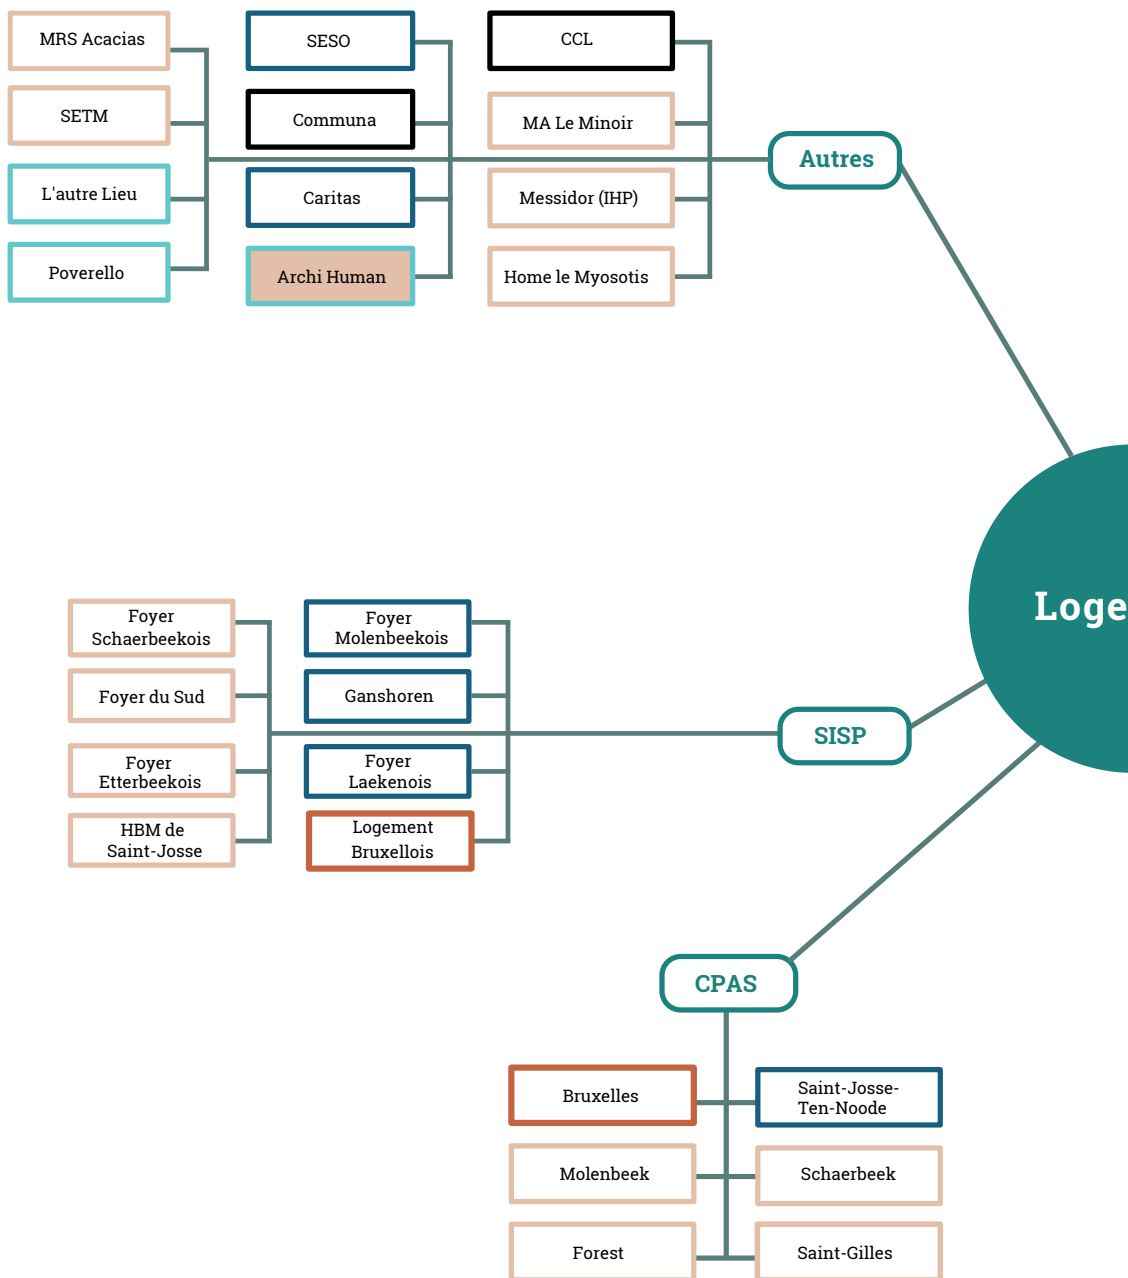 MRS Acacias
SETM
L'autre Lieu
Poverello
SESO
Communa
Caritas
Archi Human
CCL
MA Le Minoir
Messidor (IHP)
Home le Myosotis
Autres
Loge
Foyer
Schaerbeekois
Foyer du Sud
Foyer
Etterbeekois
HBM de
Saint-Josse
Foyer
Molenbeekois
Ganshoren
Foyer
Laekenois
Logement
Bruxellois
SISP
CPAS
Bruxelles
Molenbeek
Forest
Saint-Josse-
Ten-Noode
Schaerbeek
Saint-Gilles